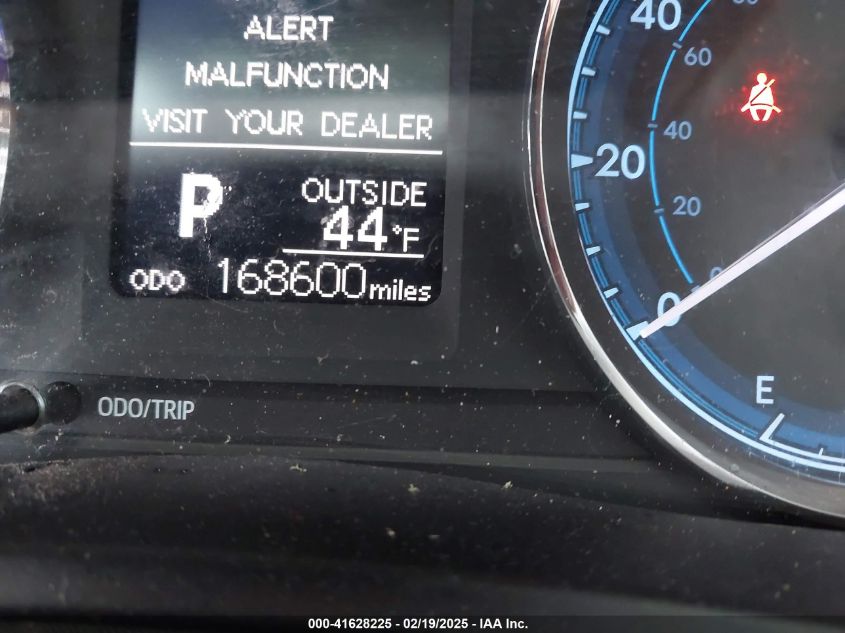 ALERT
MALFUNCTION
VISIT YOUR DEALER
P
OUTSIDE
44°F
ODO 168600 miles
ODO/TRIP
40
60
20
40
20
0
0
E
000-41628225 - 02/19/2025 - IAA Inc.